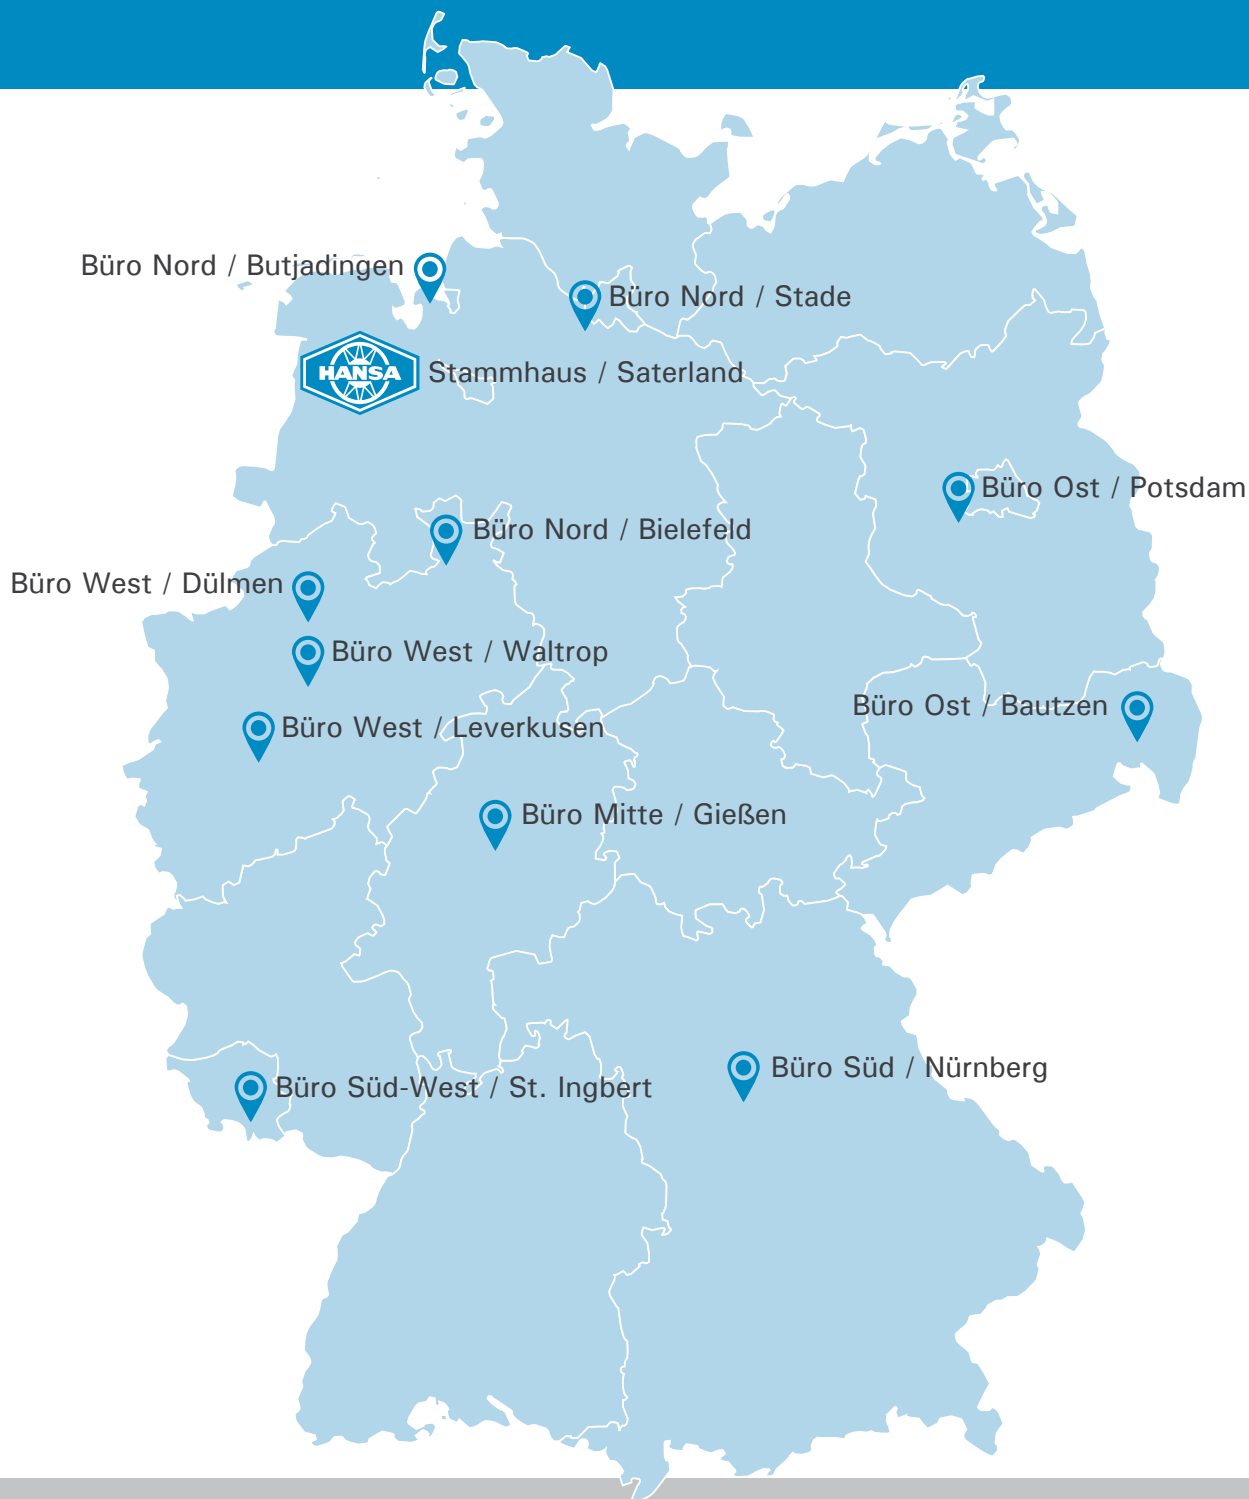 Büro Nord / Butjadingen
Büro Nord / Stade
HANSA
Stammhaus / Saterland
Büro Ost / Potsdam
Büro Nord / Bielefeld
Büro West / Dülmen
Büro West / Waltrop
Büro Ost / Bautzen
Büro West / Leverkusen
Büro Mitte / Gießen
Büro Süd / Nürnberg
Büro Süd-West / St. Ingbert